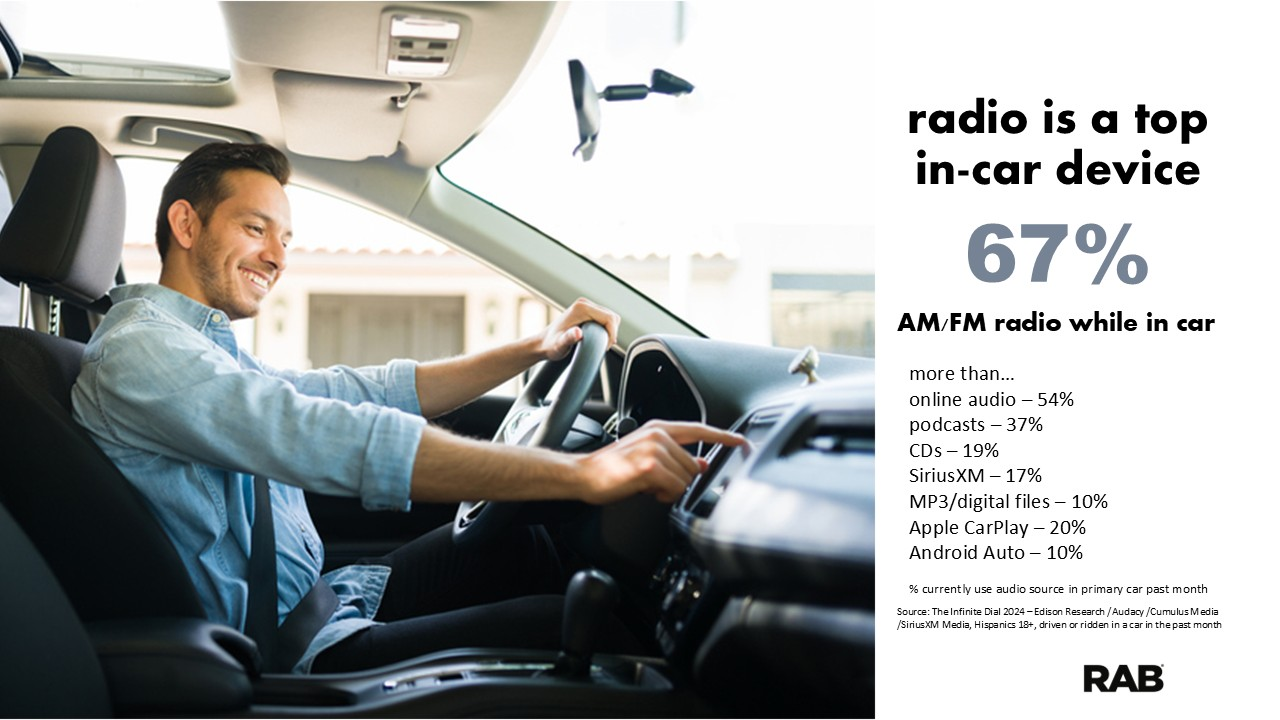 radio is a top
in-car device
67%
AM/FM radio while in car
more than...
online audio – 54%
podcasts – 37%
CDs – 19%
SiriusXM – 17%
MP3/digital files – 10%
Apple CarPlay – 20%
Android Auto – 10%
% currently use audio source in primary car past month
Source: The Infinite Dial 2024 – Edison Research /Audacy /Cumulus Media
/SiriusXM Media, Hispanics 18+, driven or ridden in a car in the past month
RAB